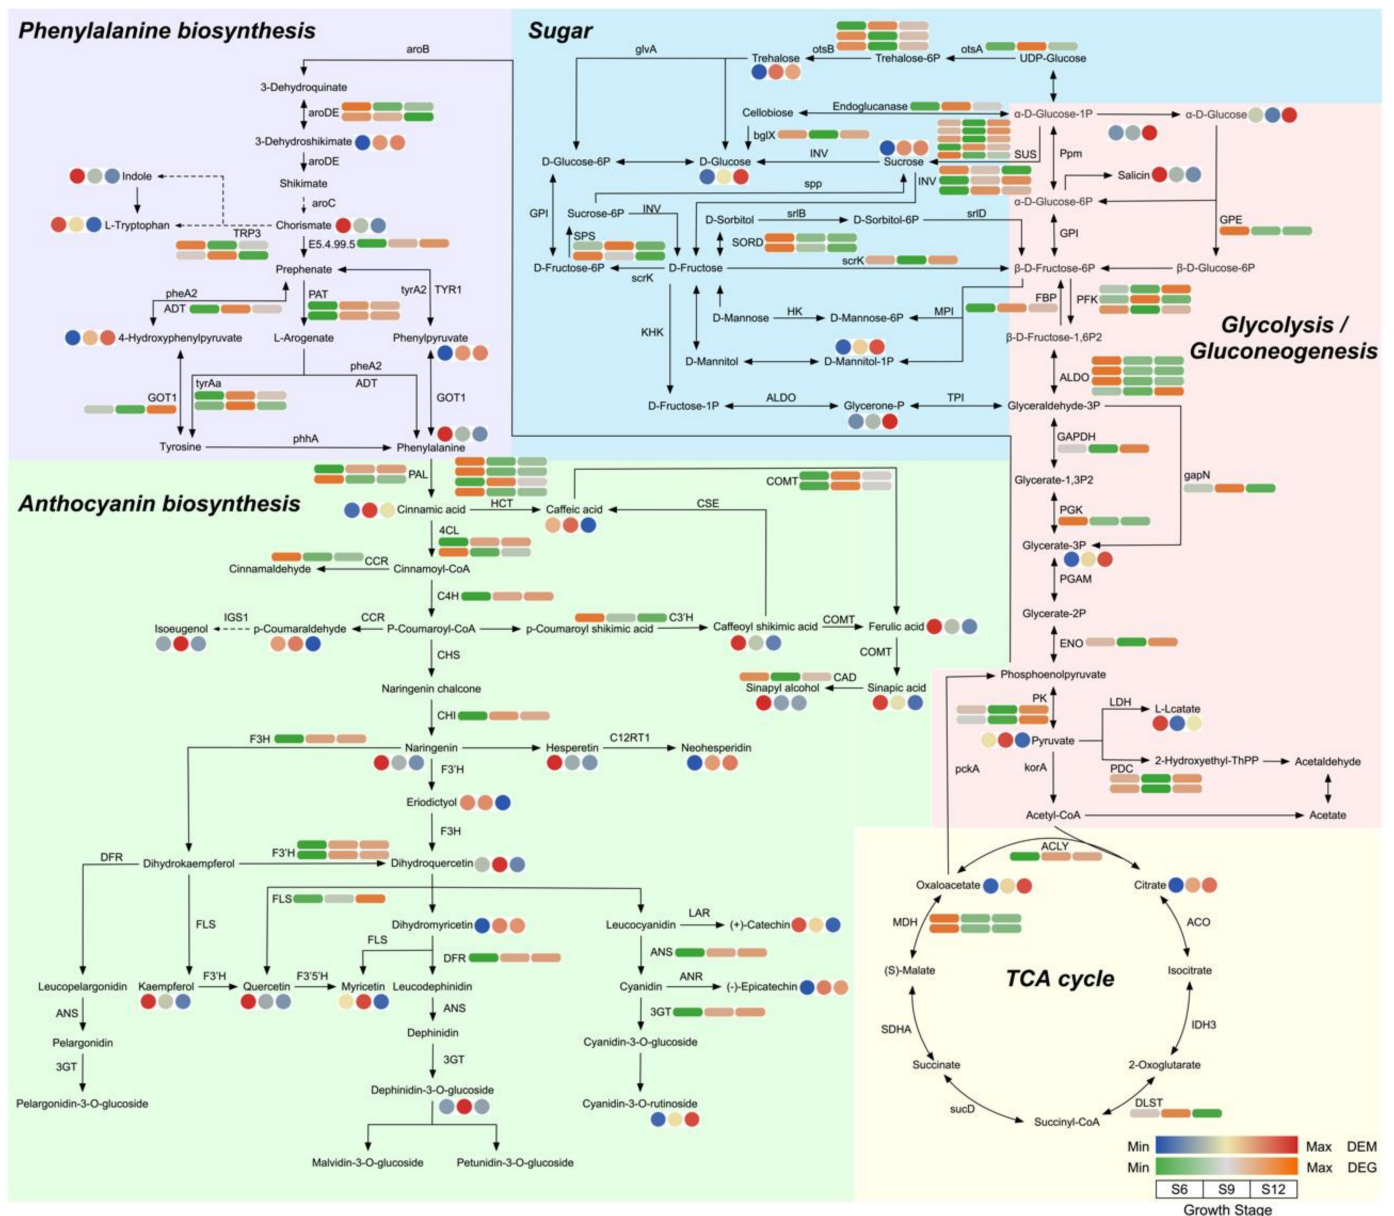 Phenylalanine biosynthesis
aroB
3-Dehydroquinate
aroDE
3-Dehydroshikimate
aroDE
Shikimate
aroC
Indole
L-Tryptophan
Chorismate
TRP3
E5.4.99.5
Prephenate
pheA2
ADT
PAT
tyrA2
TYR1
4-Hydroxyphenylpyruvate
L-Arogenate
Phenylpyruvate
pheA2
ADT
tyrAa
GOT1
GOT1
phhA
Tyrosine
Phenylalanine
Sugar
glvA
Trehalose
otsB
Trehalose-6P
otsA
UDP-Glucose
Cellobiose
Endoglucanase
α-D-Glucose-1P
α-D-Glucose
bglX
D-Glucose-6P
D-Glucose
INV
Sucrose
SUS
Ppm
INV
Salicin
spp
α-D-Glucose-6P
Sucrose-6P
INV
D-Sorbitol
srlB
D-Sorbitol-6P
srlD
GPI
SPS
SORD
GPI
GPE
D-Fructose-6P
scrK
D-Fructose
scrK
β-D-Fructose-6P
β-D-Glucose-6P
KHK
D-Mannose
HK
D-Mannose-6P
MPI
FBP
PFK
D-Mannitol
D-Mannitol-1P
β-D-Fructose-1,6P2
Glycolysis /
Gluconeogenesis
ALDO
D-Fructose-1P
ALDO
Glycerone-P
TPI
Glyceraldehyde-3P
GAPDH
gapN
Glycerate-1,3P2
PGK
Glycerate-3P
PGAM
Glycerate-2P
ENO
Phosphoenolpyruvate
PK
LDH
L-Lcatate
Pyruvate
pckA
korA
PDC
2-Hydroxyethyl-ThPP
Acetaldehyde
Acetyl-CoA
Acetate
Anthocyanin biosynthesis
PAL
COMT
Cinnamic acid
HCT
Caffeic acid
CSE
4CL
Cinnamaldehyde
CCR
Cinnamoyl-CoA
C4H
Isoeugenol
IGS1
p-Coumaraldehyde
CCR
P-Coumaroyl-CoA
p-Coumaroyl shikimic acid
C3'H
Caffeoyl shikimic acid
COMT
Ferulic acid
CHS
COMT
CAD
Naringenin chalcone
Sinapyl alcohol
Sinapic acid
CHI
F3H
Naringenin
Hesperetin
C12RT1
Neohesperidin
F3'H
Eriodictyol
F3H
DFR
Dihydrokaempferol
F3'H
Dihydroquercetin
FLS
FLS
Dihydromyricetin
Leucocyanidin
LAR
(+)-Catechin
FLS
DFR
ANS
Leucopelargonidin
Kaempferol
F3'H
Quercetin
F3'5'H
Myricetin
Leucodephinidin
Cyanidin
ANR
(-)-Epicatechin
ANS
ANS
3GT
Pelargonidin
Dephinidin
Cyanidin-3-O-glucoside
3GT
3GT
Pelargonidin-3-O-glucoside
Dephinidin-3-O-glucoside
Cyanidin-3-O-rutinoside
Malvidin-3-O-glucoside
Petunidin-3-O-glucoside
ACLY
Oxaloacetate
Citrate
MDH
ACO
(S)-Malate
TCA cycle
Isocitrate
SDHA
IDH3
Succinate
2-Oxoglutarate
sucD
Succinyl-CoA
DLST
Min Max DEM
Min Max DEG
S6 S9 S12
Growth Stage